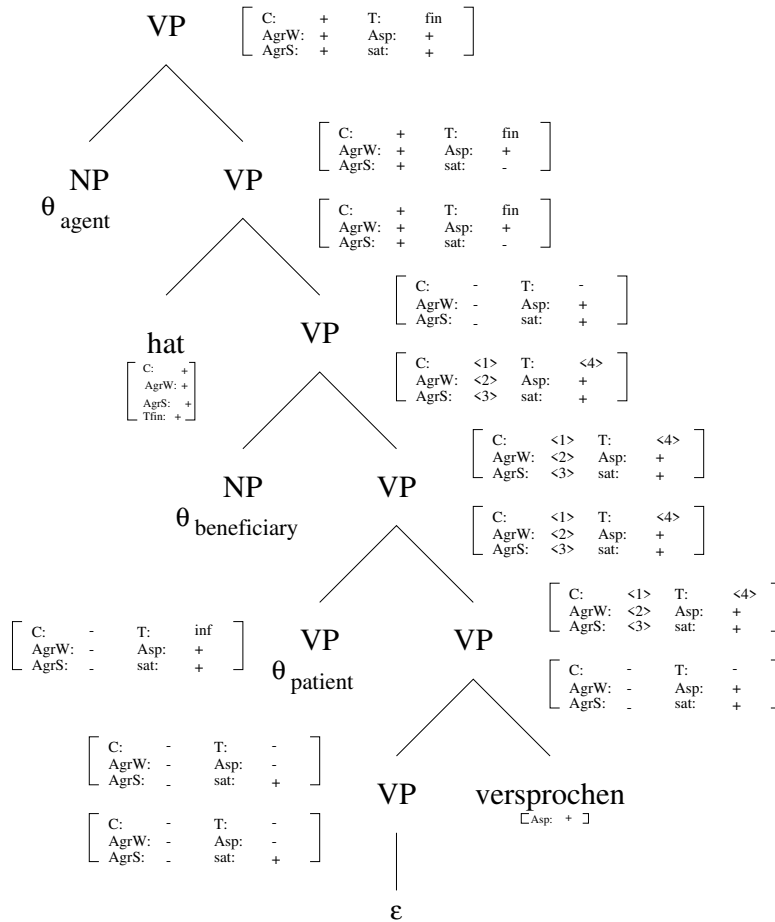 VP
C: + T: fin
AgrW: + Asp: +
AgrS: + sat: +
C: + T: fin
AgrW: + Asp: +
AgrS: + sat: -
NP VP
θ agent
C: + T: fin
AgrW: + Asp: +
AgrS: + sat: -
C: - T: -
AgrW: - Asp: +
AgrS: - sat: +
hat VP
C: +
AgrW: +
AgrS: +
Tfin: +
C: <1> T: <4>
AgrW: <2> Asp: +
AgrS: <3> sat: +
C: <1> T: <4>
AgrW: <2> Asp: +
AgrS: <3> sat: +
NP VP
θ beneficiary
C: <1> T: <4>
AgrW: <2> Asp: +
AgrS: <3> sat: +
C: <1> T: <4>
AgrW: <2> Asp: +
AgrS: <3> sat: +
C: - T: inf
AgrW: - Asp: +
AgrS: - sat: +
VP VP
θ patient
C: - T: -
AgrW: - Asp: +
AgrS: - sat: +
C: - T: -
AgrW: - Asp: -
AgrS: - sat: +
VP versprochen
Asp: +
C: - T: -
AgrW: - Asp: -
AgrS: - sat: +
ε